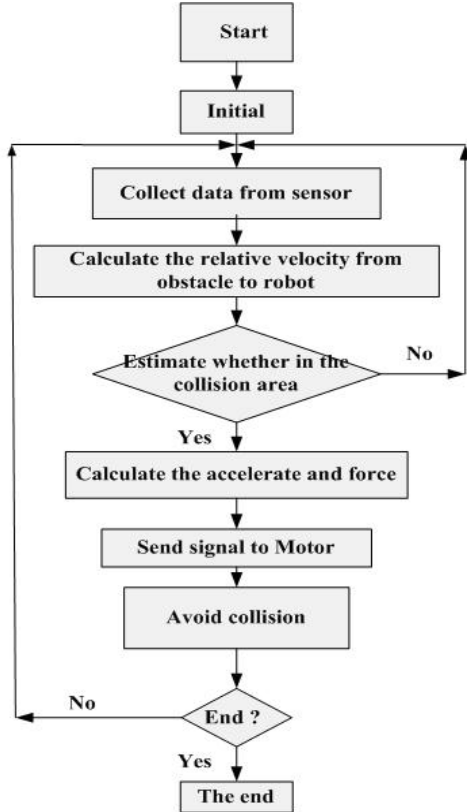 Start
Initial
Collect data from sensor
Calculate the relative velocity from
obstacle to robot
Estimate whether in the
collision area
No
Yes
Calculate the accelerate and force
Send signal to Motor
Avoid collision
No
End ?
Yes
The end